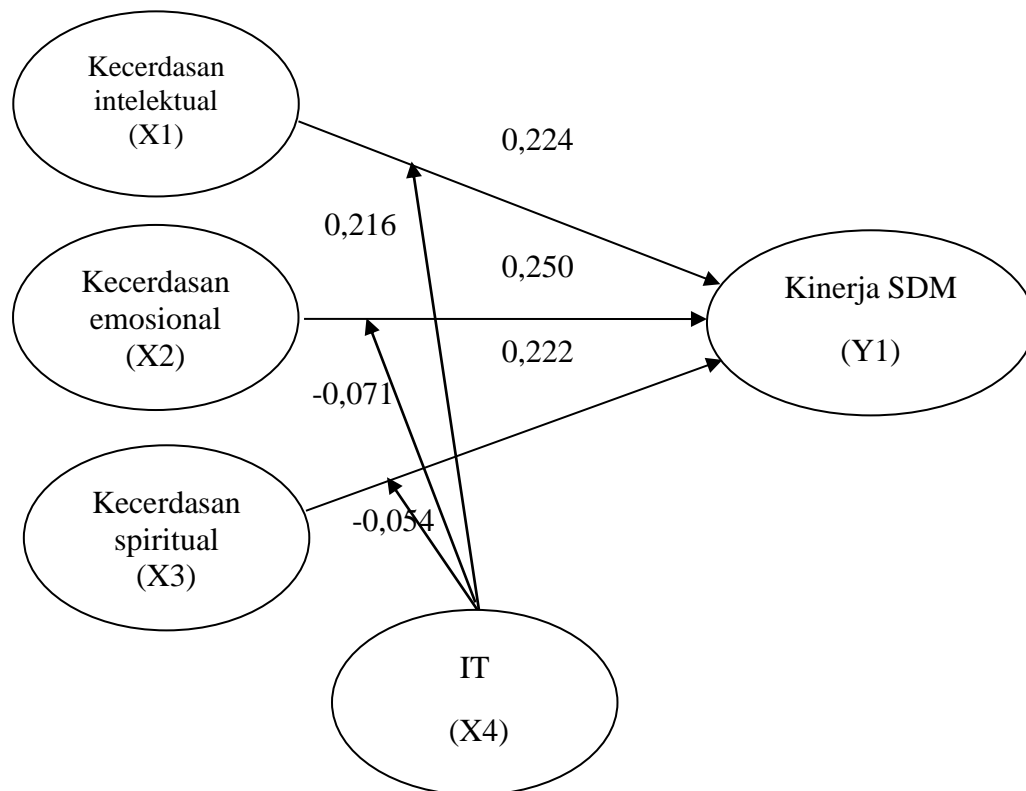 Kecerdasan
intelektual
(X1)
0,224
0,216
Kecerdasan
emosional
(X2)
0,250
Kinerja SDM
(Y1)
0,222
-0,071
Kecerdasan
spiritual
(X3)
-0,054
IT
(X4)